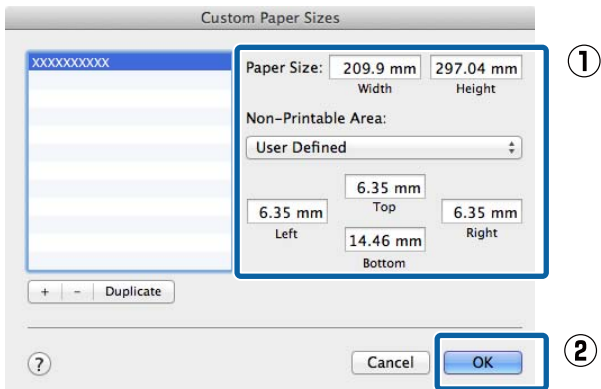 Custom Paper Sizes
XXXXXXXXXX
Paper Size: 209.9 mm 297.04 mm
Width Height
Non-Printable Area:
User Defined
6.35 mm
Top
6.35 mm 6.35 mm
Left Right
14.46 mm
Bottom
+ - Duplicate
? Cancel OK
①
②